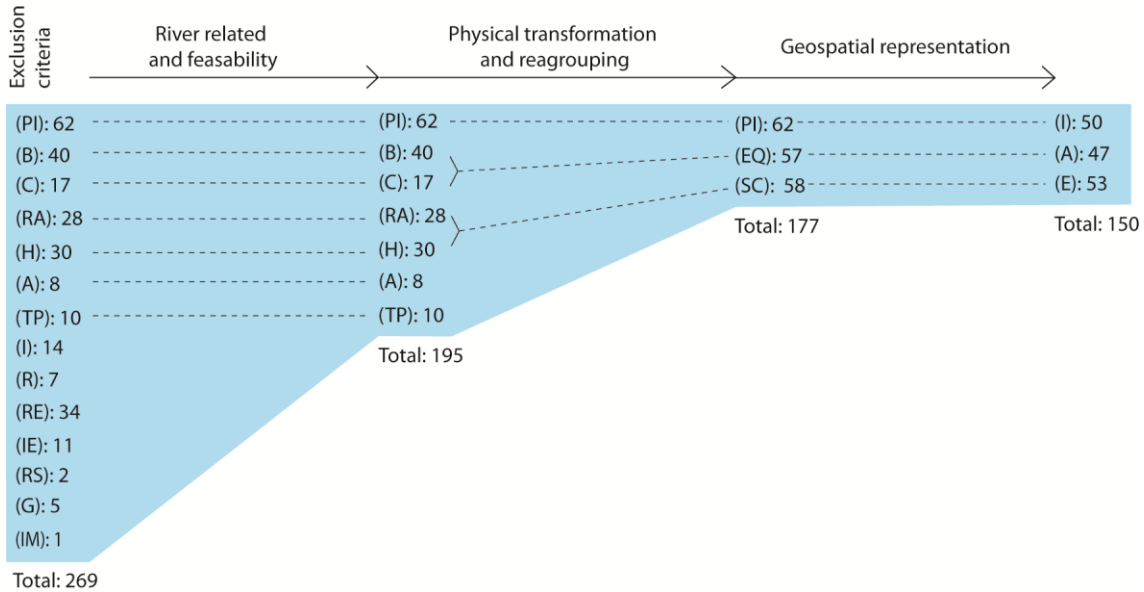 Exclusion
criteria
River related
and feasability
Physical transformation
and reagrouping
Geospatial representation
(PI): 62
(B): 40
(C): 17
(RA): 28
(H): 30
(A): 8
(TP): 10
(I): 14
(R): 7
(RE): 34
(IE): 11
(RS): 2
(G): 5
(IM): 1
Total: 269
(PI): 62
(B): 40
(C): 17
(RA): 28
(H): 30
(A): 8
(TP): 10
Total: 195
(PI): 62
(EQ): 57
(SC): 58
Total: 177
(I): 50
(A): 47
(E): 53
Total: 150